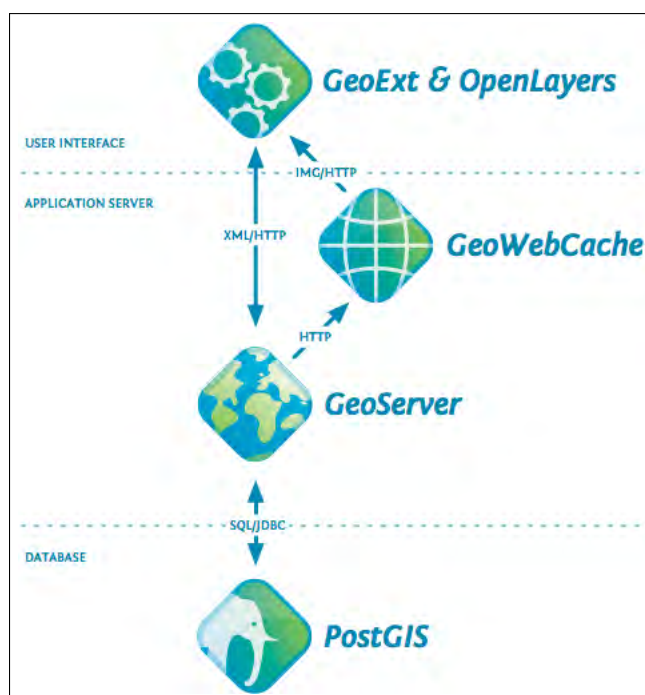 GeoExt & OpenLayers
USER INTERFACE
IMG/HTTP
APPLICATION SERVER
XML/HTTP
GeoWebCache
HTTP
GeoServer
SQL/JDBC
DATABASE
PostGIS